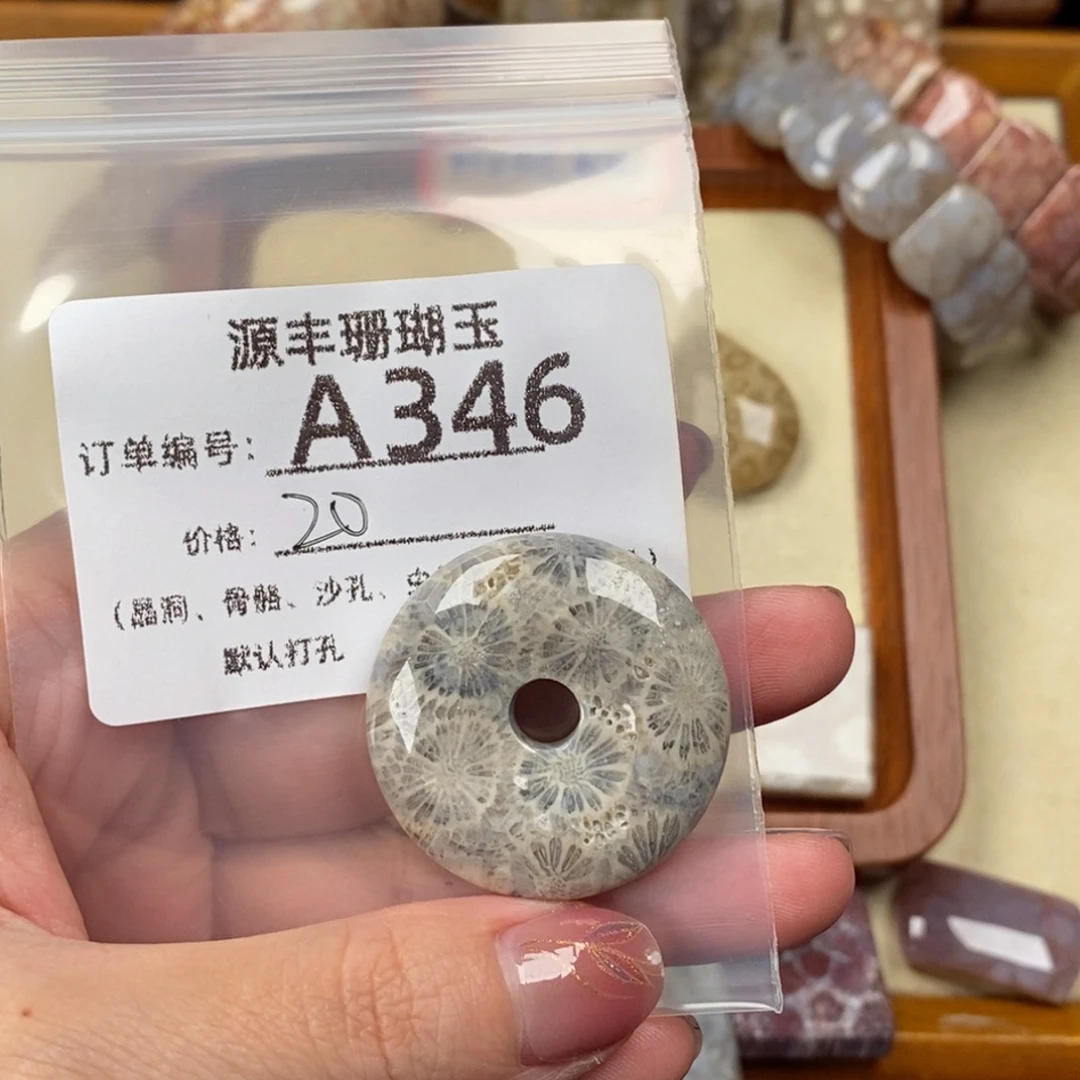 源丰珊瑚玉
订单编号: A346
价格: 20
(晶洞、骨骼、沙孔、
默认打孔